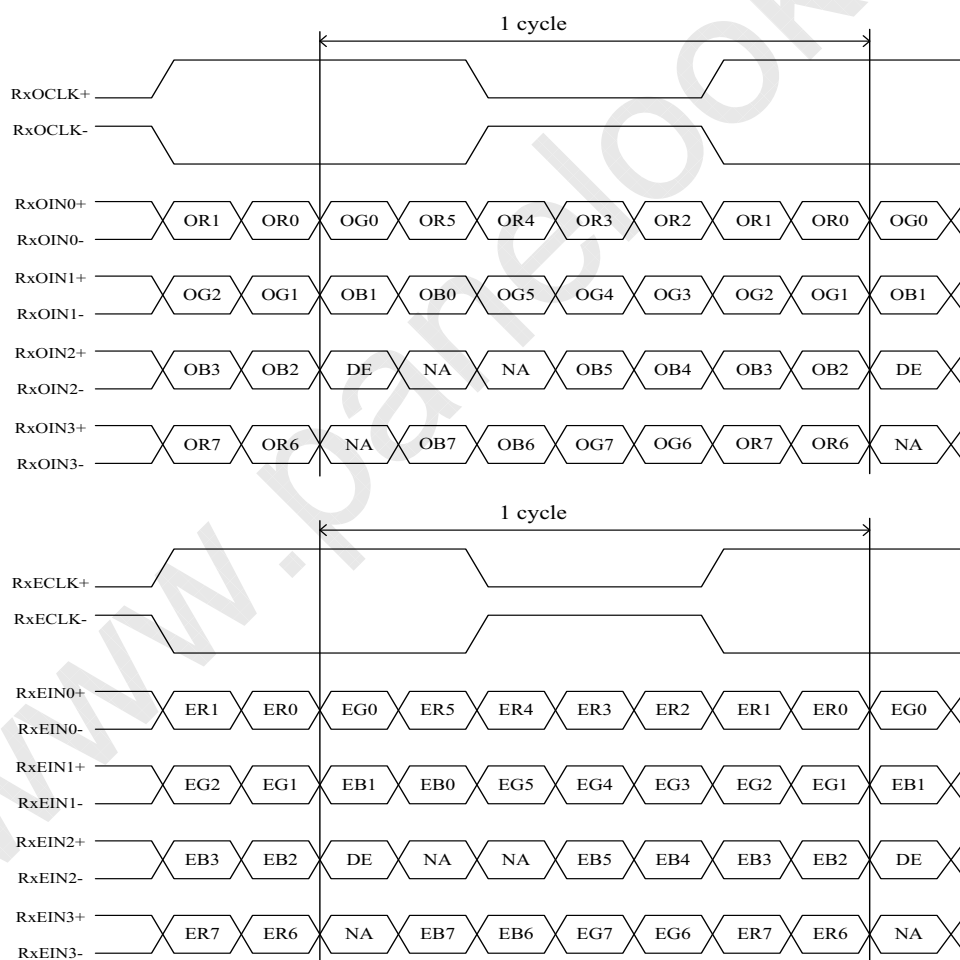 1 cycle
RxOCLK+
RxOCLK-
RxOIN0+
OR1 OR0 OG0 OR5 OR4 OR3 OR2 OR1 OR0 OG0
RxOIN0-
RxOIN1+
OG2 OG1 OB1 OB0 OG5 OG4 OG3 OG2 OG1 OB1
RxOIN1-
RxOIN2+
OB3 OB2 DE NA NA OB5 OB4 OB3 OB2 DE
RxOIN2-
RxOIN3+
OR7 OR6 NA OB7 OB6 OG7 OG6 OR7 OR6 NA
RxOIN3-
1 cycle
RxECLK+
RxECLK-
RxEIN0+
ER1 ER0 EG0 ER5 ER4 ER3 ER2 ER1 ER0 EG0
RxEIN0-
RxEIN1+
EG2 EG1 EB1 EB0 EG5 EG4 EG3 EG2 EG1 EB1
RxEIN1-
RxEIN2+
EB3 EB2 DE NA NA EB5 EB4 EB3 EB2 DE
RxEIN2-
RxEIN3+
ER7 ER6 NA EB7 EB6 EG7 EG6 ER7 ER6 NA
RxEIN3-
www.panelook